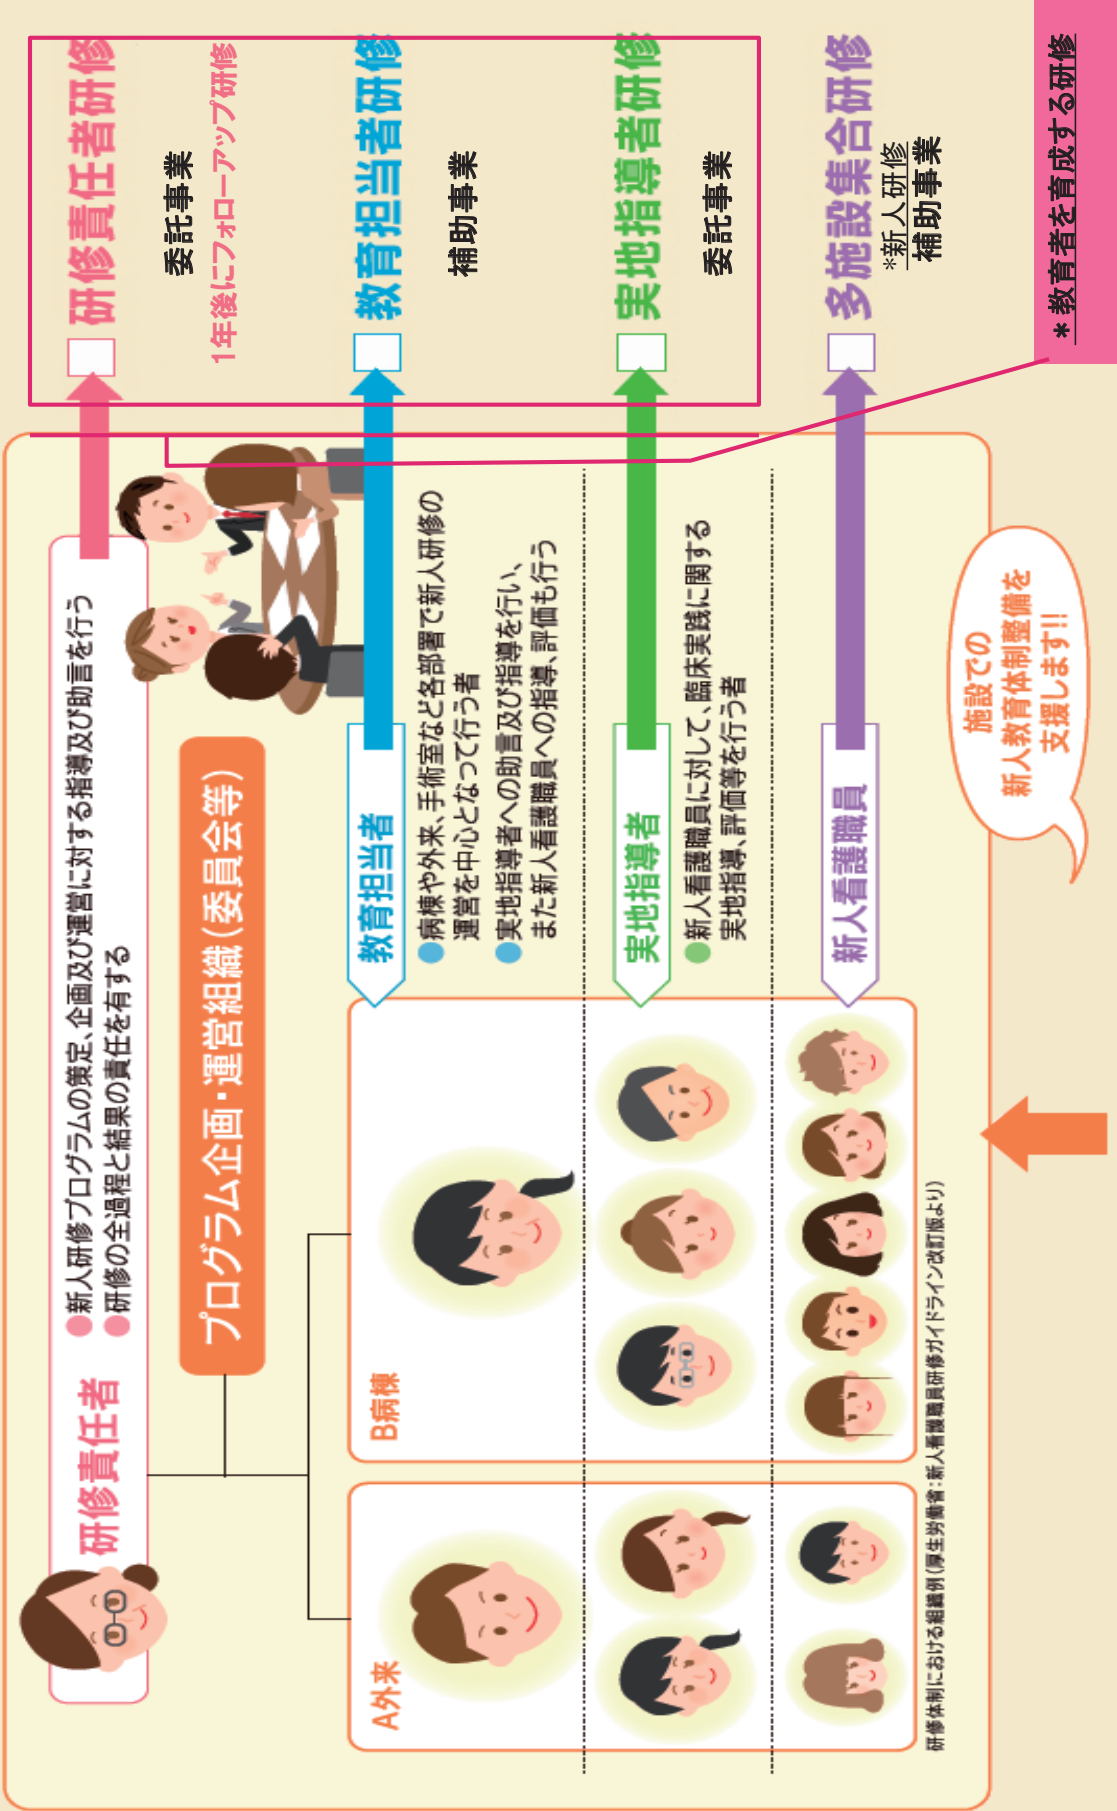 研修責任者
●新人研修プログラムの策定、企画及び運営に対する指導及び助言を行う
●研修の全過程と結果の責任を有する
研修責任者研修
委託事業
1年後にフォローアップ研修
プログラム企画・運営組織(委員会等)
A外来
B病棟
教育担当者
●病棟や外来、手術室など各部署で新人研修の
運営を中心となって行う者
●実地指導者への助言及び指導を行い、
また新人看護職員への指導、評価も行う
教育担当者研修
補助事業
実地指導者
●新人看護職員に対して、臨床実践に関する
実地指導、評価等を行う者
実地指導者研修
委託事業
新人看護職員
多施設集合研修
*新人研修
補助事業
研修体制における組織例(厚生労働省:新人看護職員研修ガイドライン改訂版より)
施設での
新人教育体制整備を
支援します!!
*教育者を育成する研修